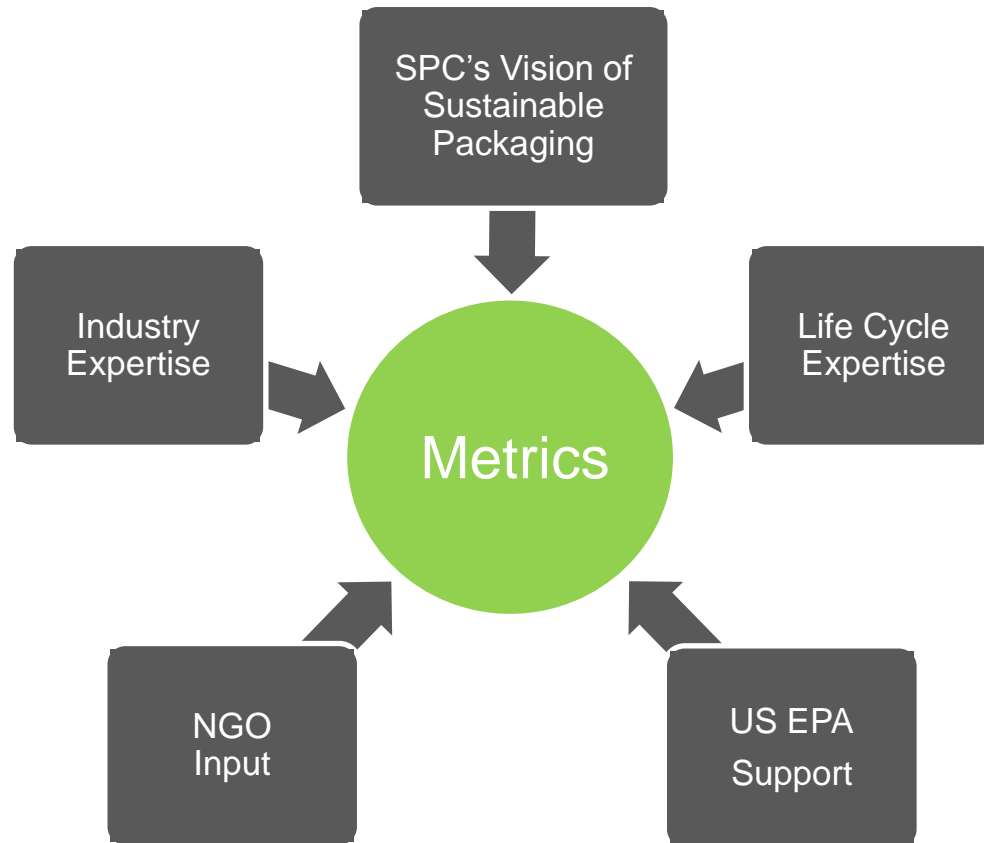 SPC’s Vision of
Sustainable
Packaging
Industry
Expertise
Life Cycle
Expertise
Metrics
NGO
Input
US EPA
Support